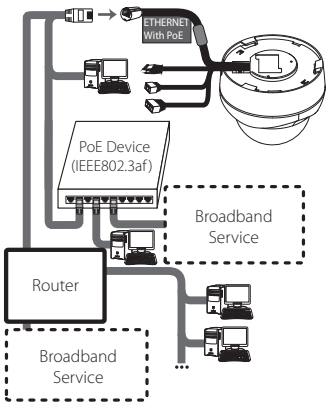 ETHERNET
With PoE
PoE Device
(IEEE802.3af)
Broadband
Service
Router
Broadband
Service